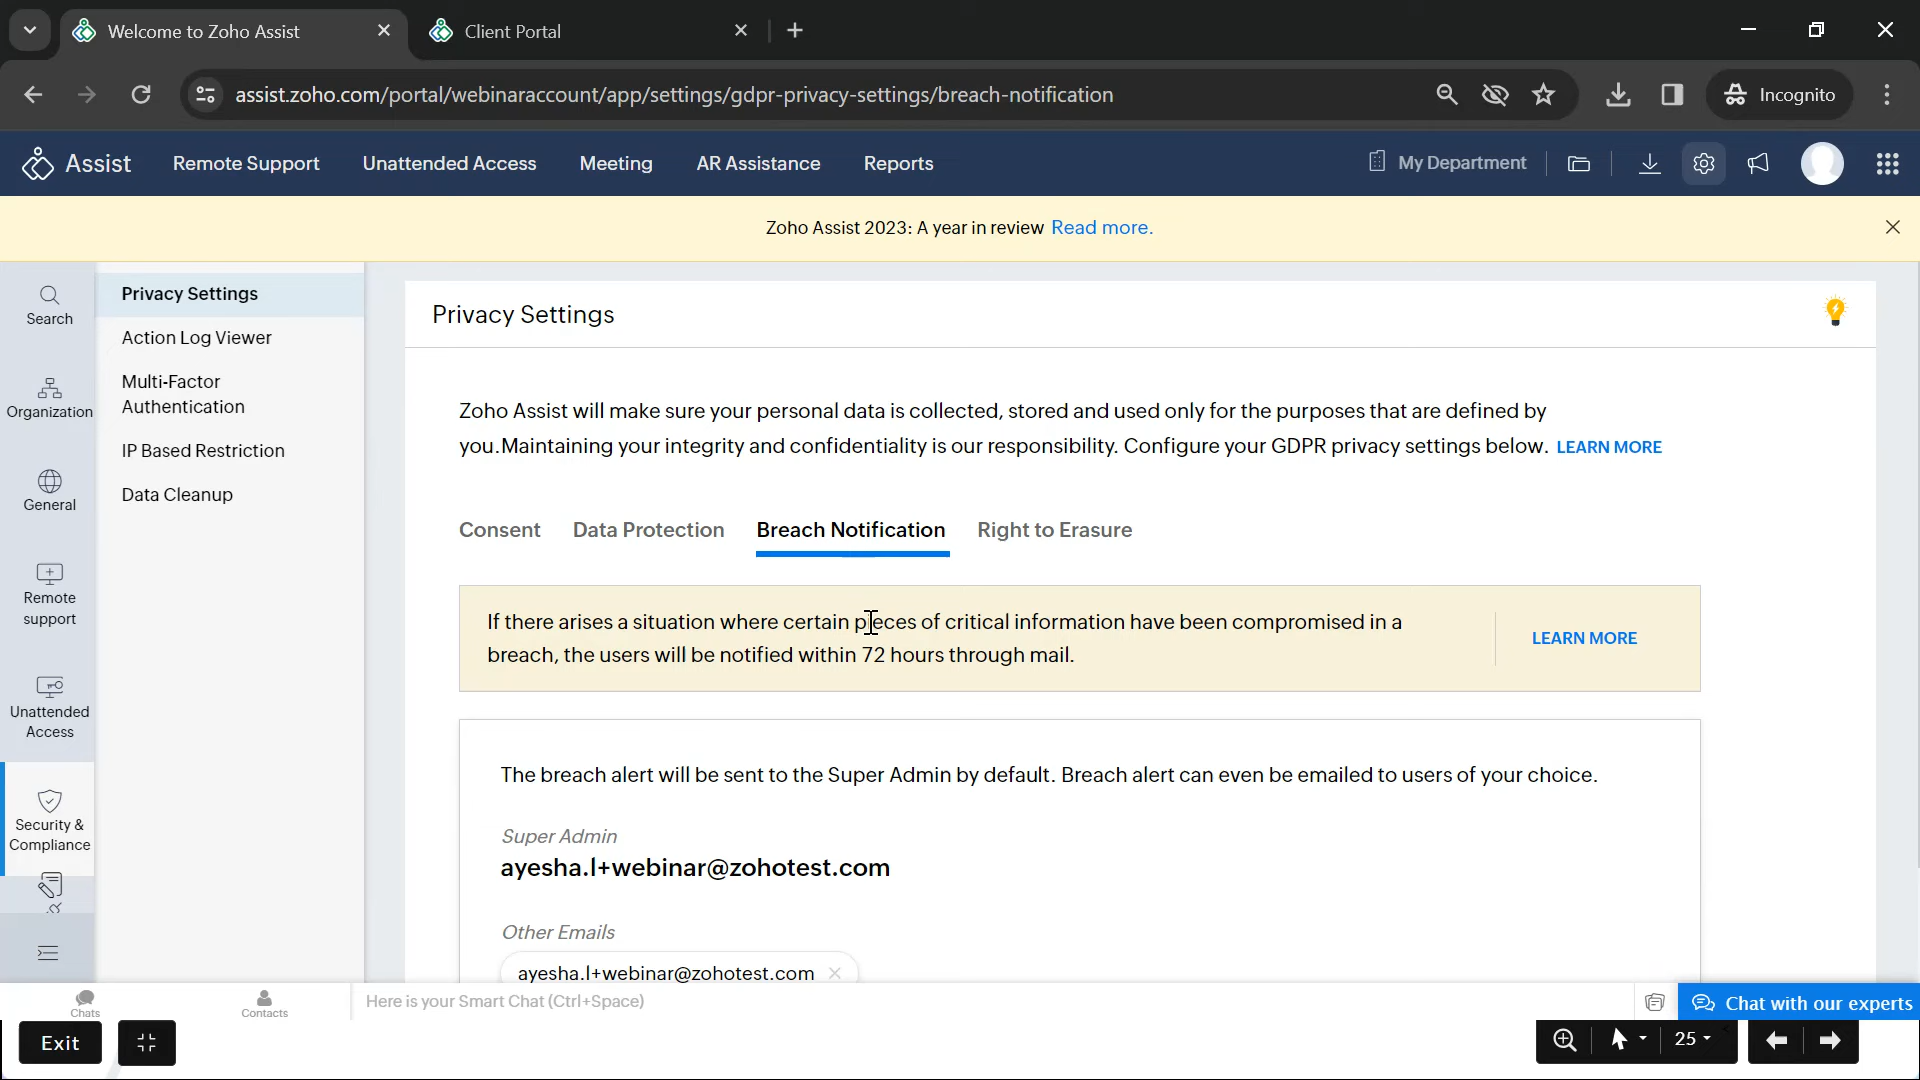 Welcome to Zoho Assist
Client Portal
assist.zoho.com/portal/webinaraccount/app/settings/gdpr-privacy-settings/breach-notification
Incognito
Assist
Remote Support
Unattended Access
Meeting
AR Assistance
Reports
My Department
Zoho Assist 2023: A year in review Read more.
Search
Organization
General
Remote
support
Unattended
Access
Security &
Compliance
Privacy Settings
Action Log Viewer
Multi-Factor
Authentication
IP Based Restriction
Data Cleanup
Privacy Settings
Zoho Assist will make sure your personal data is collected, stored and used only for the purposes that are defined by
you.Maintaining your integrity and confidentiality is our responsibility. Configure your GDPR privacy settings below. LEARN MORE
Consent
Data Protection
Breach Notification
Right to Erasure
If there arises a situation where certain pieces of critical information have been compromised in a
breach, the users will be notified within 72 hours through mail.
LEARN MORE
The breach alert will be sent to the Super Admin by default. Breach alert can even be emailed to users of your choice.
Super Admin
ayesha.l+webinar@zohotest.com
Other Emails
ayesha.l+webinar@zohotest.com
Chats
Contacts
Here is your Smart Chat (Ctrl+Space)
Chat with our experts
Exit
25